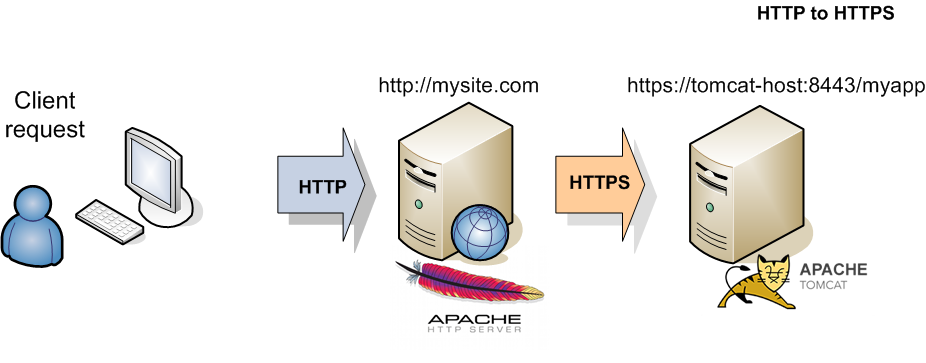 HTTP to HTTPS
http://mysite.com
https://tomcat-host:8443/myapp
Client
request
HTTP
HTTPS
APACHE
TOMCAT
APACHE
HTTP SERVER